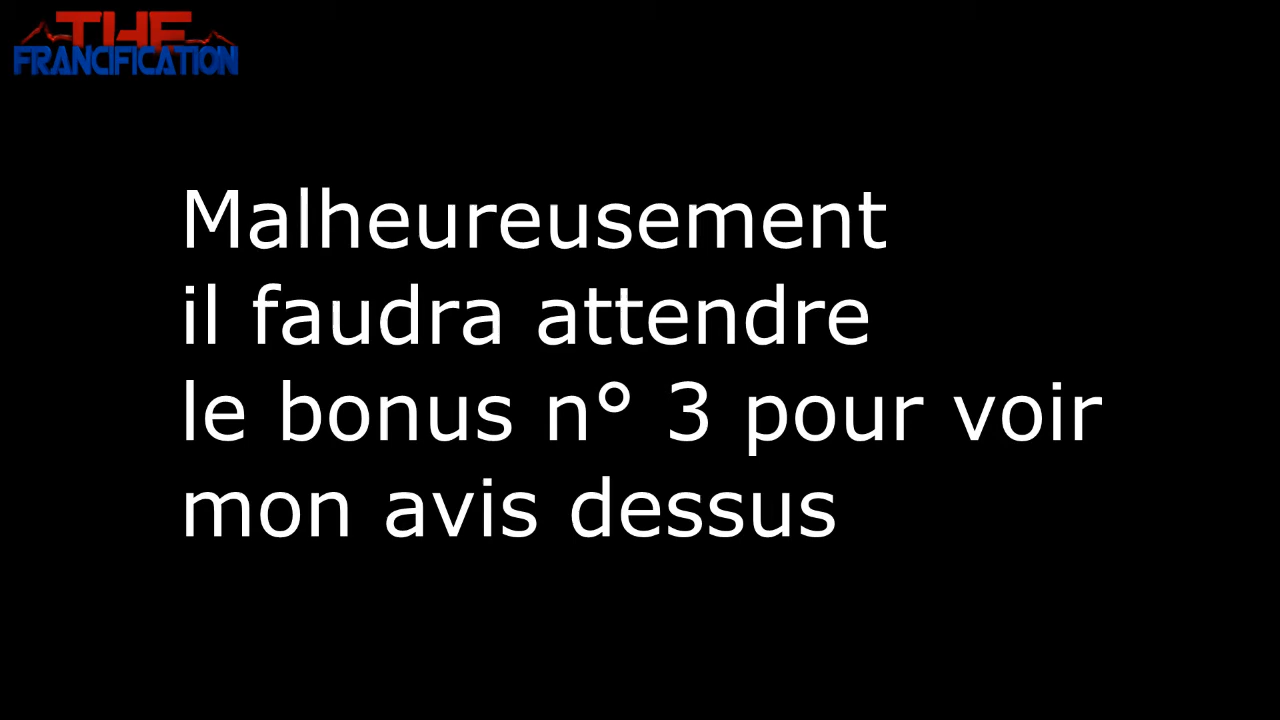 THE
FRANCIFICATION
Malheureusement
il faudra attendre
le bonus n° 3 pour voir
mon avis dessus